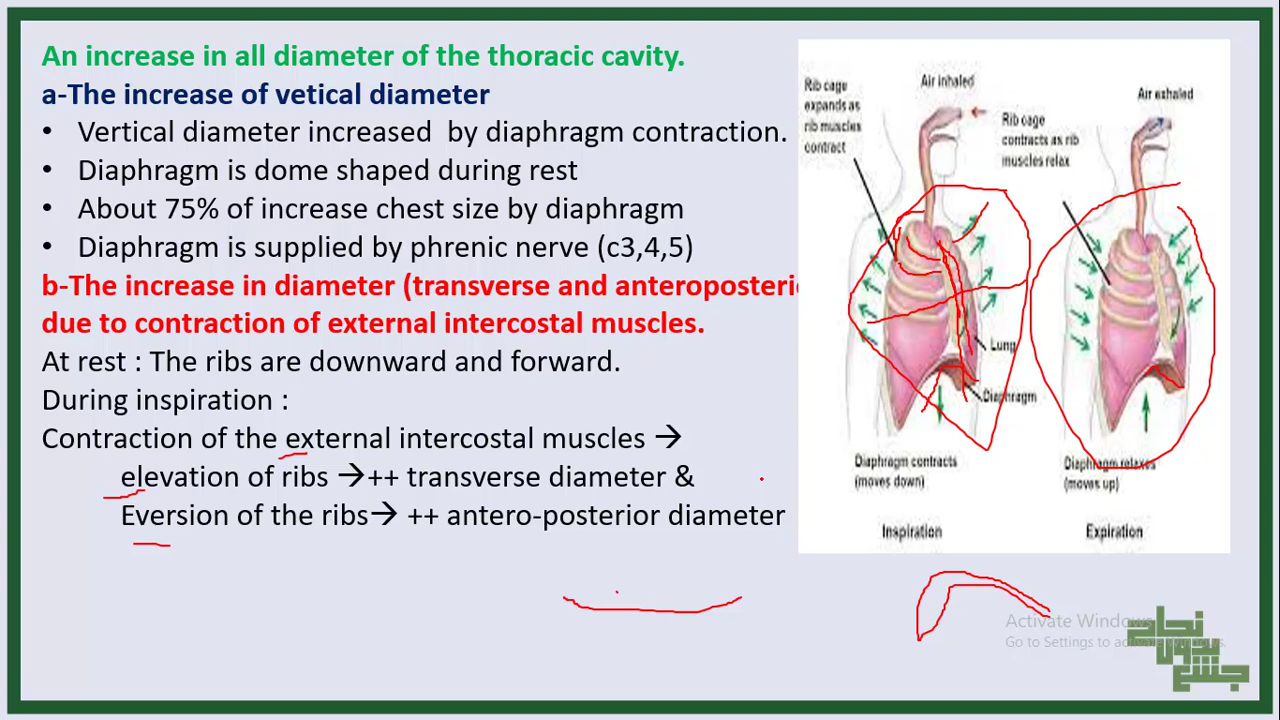 An increase in all diameter of the thoracic cavity.
a-The increase of vetical diameter
• Vertical diameter increased by diaphragm contraction.
• Diaphragm is dome shaped during rest
• About 75% of increase chest size by diaphragm
• Diaphragm is supplied by phrenic nerve (c3,4,5)
b-The increase in diameter (transverse and anteroposterio
due to contraction of external intercostal muscles.
At rest : The ribs are downward and forward.
During inspiration :
Contraction of the external intercostal muscles →
elevation of ribs →++ transverse diameter &
Eversion of the ribs→ ++ antero-posterior diameter
Rib cage
expands as
rib muscles
contract
Air inhaled
Rib cage
contracts as rib
muscles relax
Air exhaled
Lung
Diaphragm
Diaphragm contracts
(moves down)
Diaphragm relaxes
(moves up)
Inspiration
Expiration
Activate Windows
Go to Settings to activate Windows.
نجاح
بدون
جشع